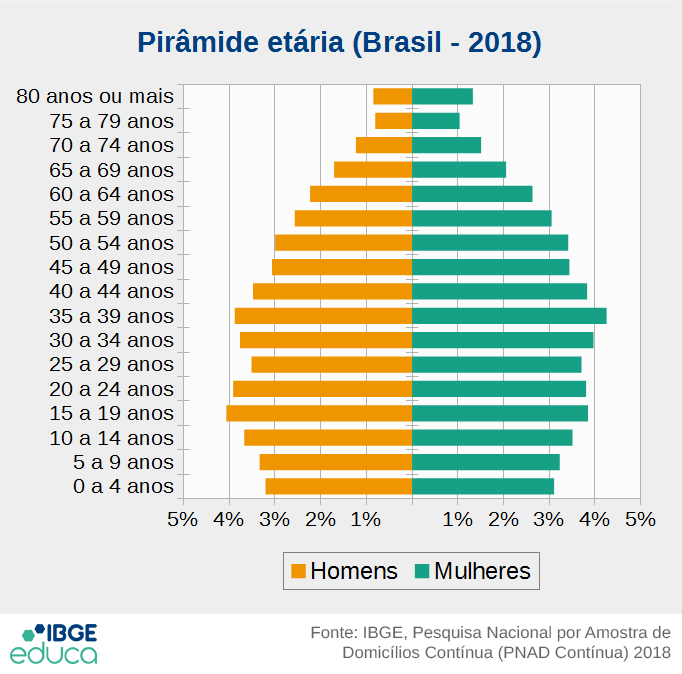 Pirâmide etária (Brasil - 2018)
80 anos ou mais
75 a 79 anos
70 a 74 anos
65 a 69 anos
60 a 64 anos
55 a 59 anos
50 a 54 anos
45 a 49 anos
40 a 44 anos
35 a 39 anos
30 a 34 anos
25 a 29 anos
20 a 24 anos
15 a 19 anos
10 a 14 anos
5 a 9 anos
0 a 4 anos
5% 4% 3% 2% 1% 1% 2% 3% 4% 5%
Homens Mulheres
IBGE
educa
Fonte: IBGE, Pesquisa Nacional por Amostra de
Domicílios Contínua (PNAD Contínua) 2018